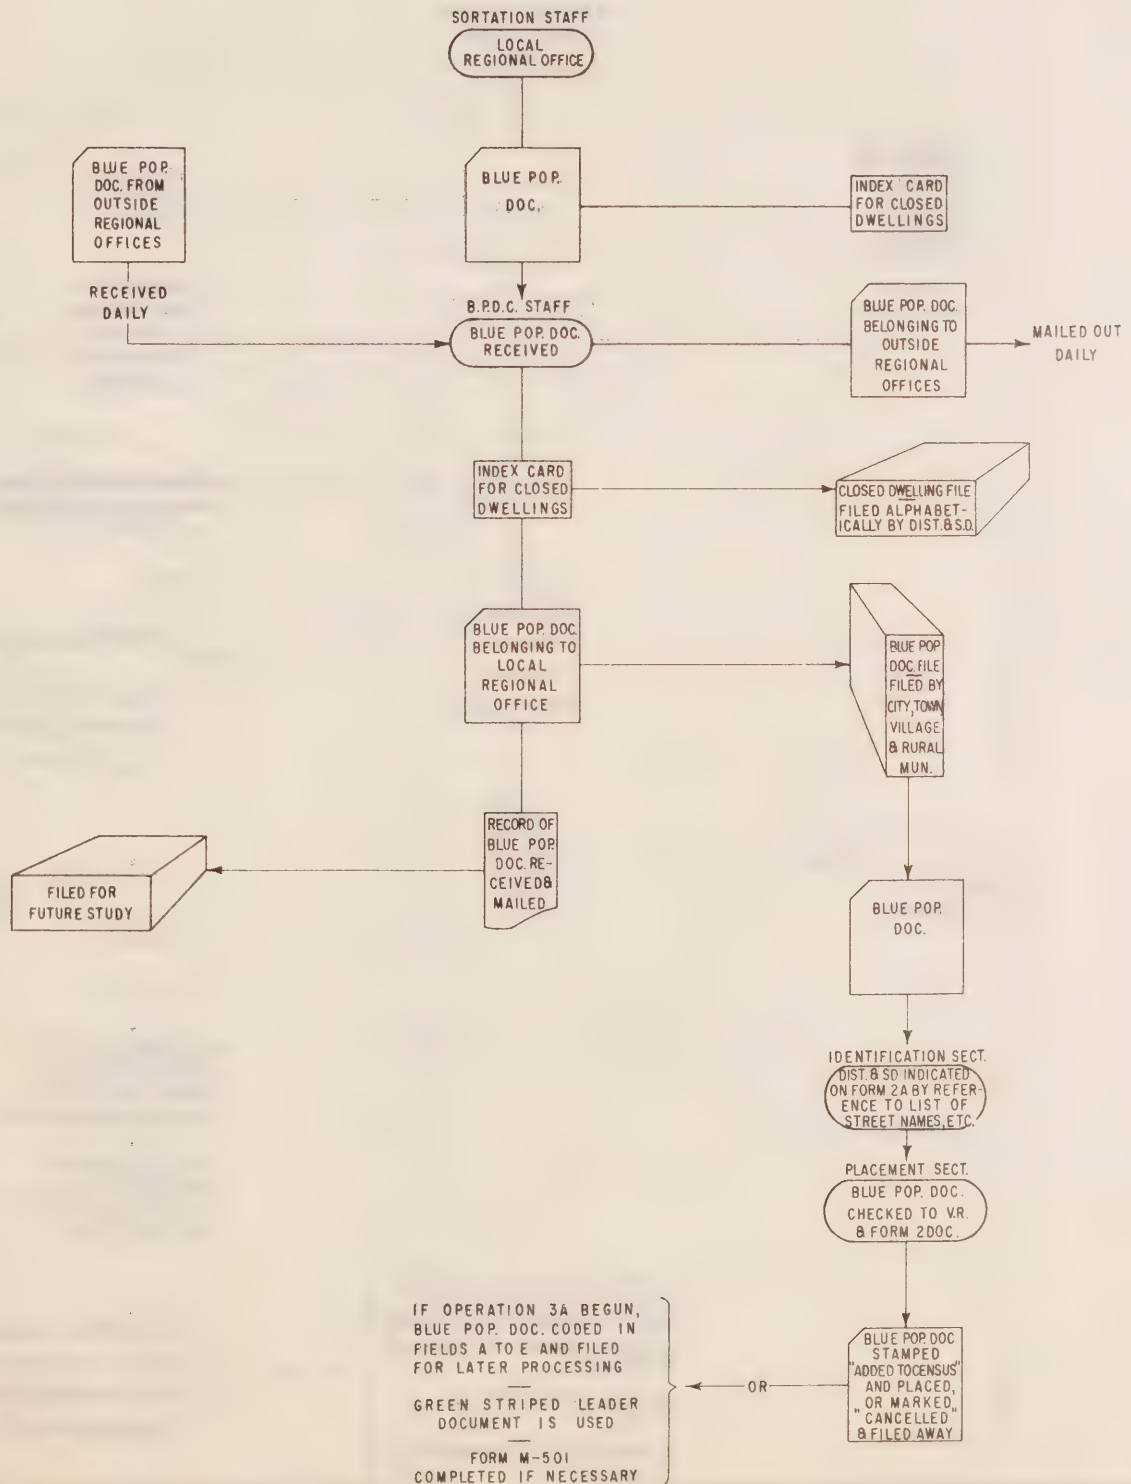 SORTATION STAFF
LOCAL
REGIONAL OFFICE
BLUE POP.
DOC. FROM
OUTSIDE
REGIONAL
OFFICES
BLUE POP.
DOC.
INDEX CARD
FOR CLOSED
DWELLINGS
RECEIVED
DAILY
B.P.D.C. STAFF
BLUE POP. DOC.
RECEIVED
BLUE POP. DOC.
BELONGING TO
OUTSIDE
REGIONAL
OFFICES
MAILED OUT
DAILY
INDEX CARD
FOR CLOSED
DWELLINGS
CLOSED DWELLING FILE
FILED ALPHABET-
ICALLY BY DIST. & S.D.
BLUE POP. DOC.
BELONGING TO
LOCAL
REGIONAL
OFFICE
BLUE POP
DOC. FILE
FILED BY
CITY, TOWN
VILLAGE
& RURAL
MUN.
RECORD OF
BLUE POP.
DOC. RE-
CEIVED &
MAILED
FILED FOR
FUTURE STUDY
BLUE POP.
DOC.
IDENTIFICATION SECT.
DIST. & SD INDICATED
ON FORM 2A BY REFER-
ENCE TO LIST OF
STREET NAMES, ETC.
PLACEMENT SECT.
BLUE POP. DOC.
CHECKED TO V.R.
& FORM 2 DOC.
BLUE POP. DOC
STAMPED
"ADDED TO CENSUS"
AND PLACED,
OR MARKED
"CANCELLED"
& FILED AWAY
OR
IF OPERATION 3A BEGUN,
BLUE POP. DOC. CODED IN
FIELDS A TO E AND FILED
FOR LATER PROCESSING
GREEN STRIPED LEADER
DOCUMENT IS USED
FORM M-501
COMPLETED IF NECESSARY